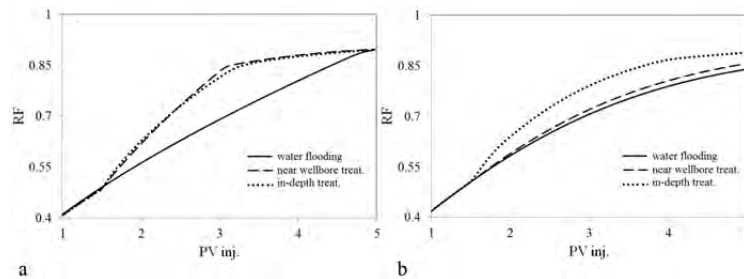 1
0.85
0.7
0.55
0.4
RF
water flooding
near wellbore treat.
in-depth treat.
1 2 3 4 5
PV inj.
a
1
0.85
0.7
0.55
0.4
RF
water flooding
near wellbore treat.
in-depth treat.
1 2 3 4 5
PV inj.
b